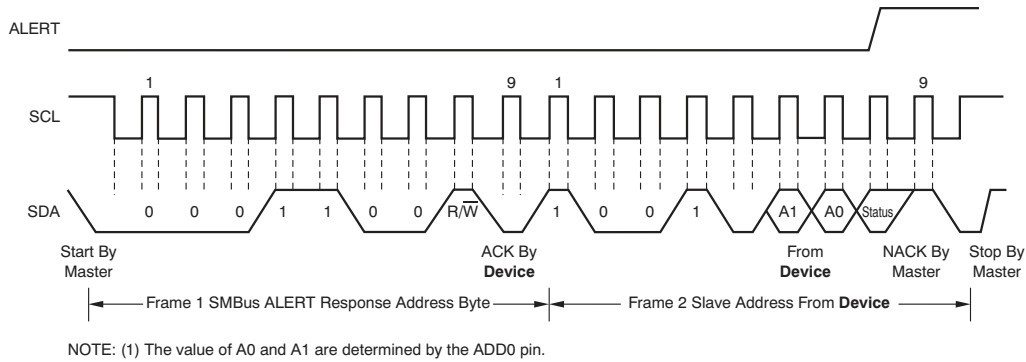 ALERT
1 9 1 9
SCL
SDA 0 0 0 1 1 0 0 R/W 1 0 0 1 A1 A0 Status
Start By Master
ACK By Device
From Device
NACK By Master
Stop By Master
Frame 1 SMBus ALERT Response Address Byte
Frame 2 Slave Address From Device
NOTE: (1) The value of A0 and A1 are determined by the ADD0 pin.